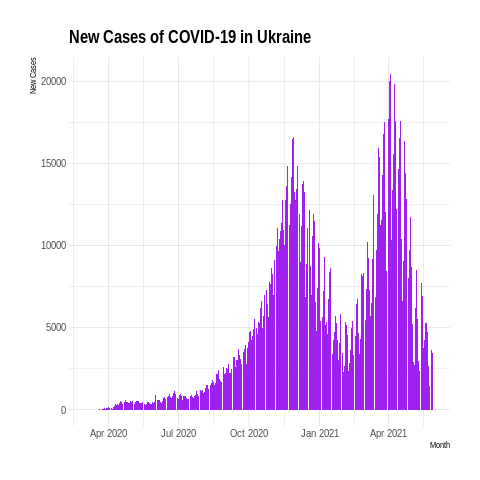 New Cases of COVID-19 in Ukraine
New Cases
20000
15000
10000
5000
0
Apr 2020 Jul 2020 Oct 2020 Jan 2021 Apr 2021
Month